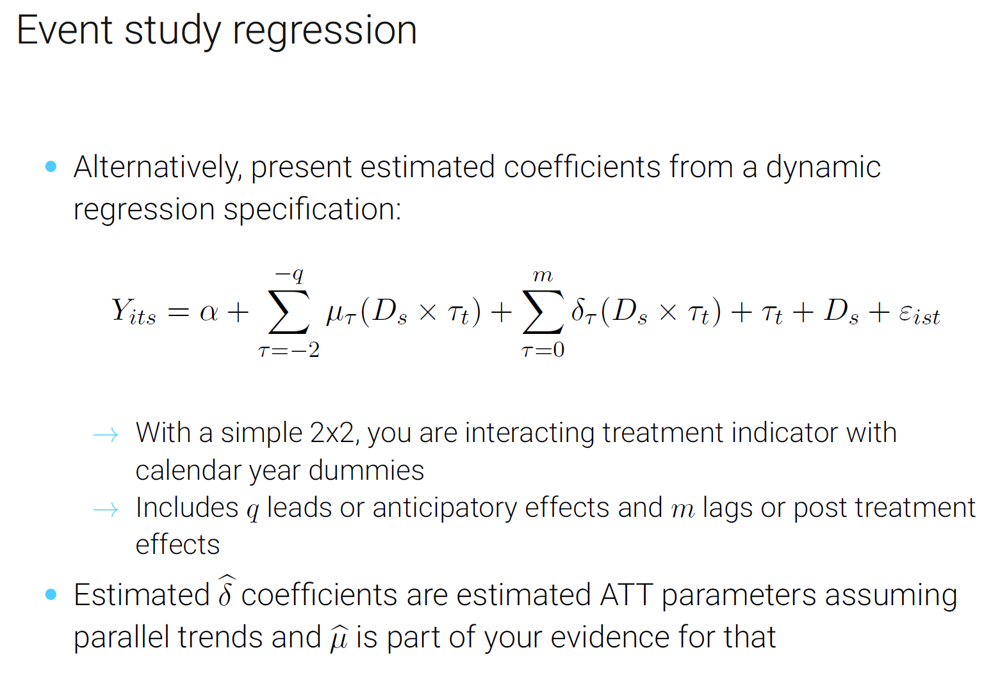 Event study regression
• Alternatively, present estimated coefficients from a dynamic
regression specification:
$Y_{its} = \alpha + \sum_{\tau=-2}^{-q} \mu_\tau (D_s \times \tau_t) + \sum_{\tau=0}^{m} \delta_\tau (D_s \times \tau_t) + \tau_t + D_s + \varepsilon_{ist}$
→ With a simple 2x2, you are interacting treatment indicator with
calendar year dummies
→ Includes $q$ leads or anticipatory effects and $m$ lags or post treatment
effects
• Estimated $\widehat{\delta}$ coefficients are estimated ATT parameters assuming
parallel trends and $\widehat{\mu}$ is part of your evidence for that